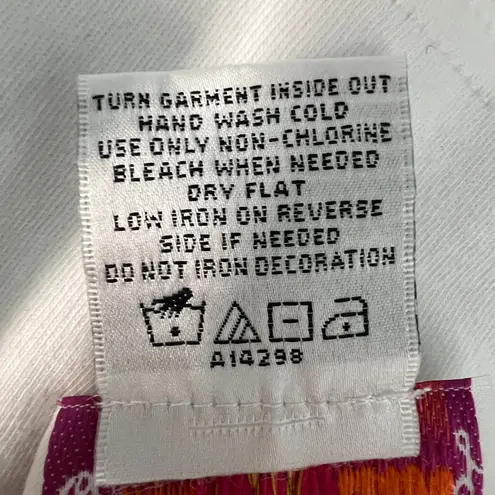 TURN GARMENT INSIDE OUT
HAND WASH COLD
USE ONLY NON-CHLORINE
BLEACH WHEN NEEDED
DRY FLAT
LOW IRON ON REVERSE
SIDE IF NEEDED
DO NOT IRON DECORATION
A14298